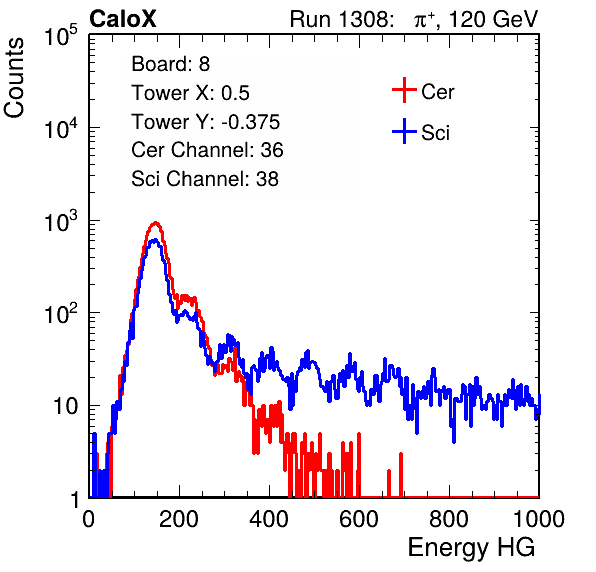 CaloX Run 1308: π⁺, 120 GeV
Counts
10⁵
10⁴
10³
10²
10
1
Board: 8
Tower X: 0.5
Tower Y: -0.375
Cer Channel: 36
Sci Channel: 38
Cer
Sci
0 200 400 600 800 1000
Energy HG